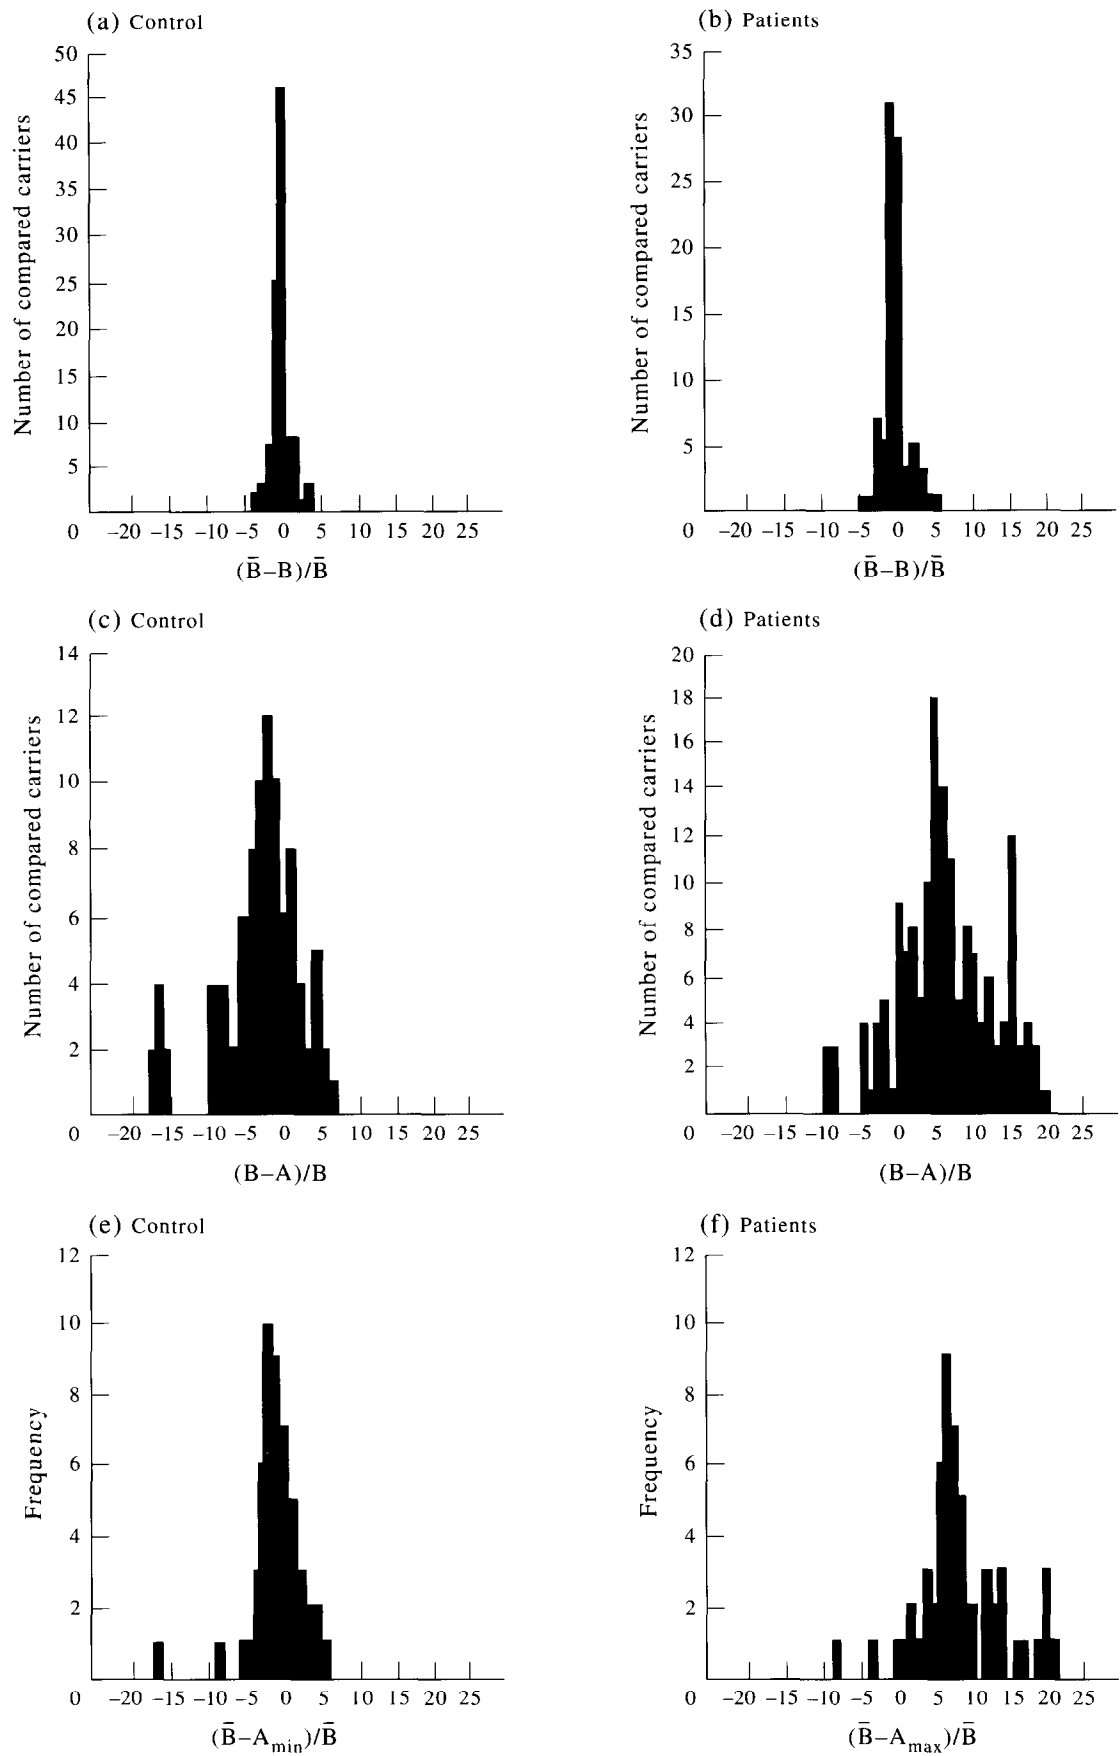 (a) Control
50
45
40
35
30
25
20
15
10
5
0
Number of compared carriers
−20 −15 −10 −5 0 5 10 15 20 25
(B̄−B)/B̄
(b) Patients
35
30
25
20
15
10
5
0
Number of compared carriers
−20 −15 −10 −5 0 5 10 15 20 25
(B̄−B)/B̄
(c) Control
14
12
10
8
6
4
2
0
Number of compared carriers
−20 −15 −10 −5 0 5 10 15 20 25
(B−A)/B
(d) Patients
20
18
16
14
12
10
8
6
4
2
0
Number of compared carriers
−20 −15 −10 −5 0 5 10 15 20 25
(B−A)/B
(e) Control
12
10
8
6
4
2
0
Frequency
−20 −15 −10 −5 0 5 10 15 20 25
(B̄−A_min)/B̄
(f) Patients
12
10
8
6
4
2
0
Frequency
−20 −15 −10 −5 0 5 10 15 20 25
(B̄−A_max)/B̄